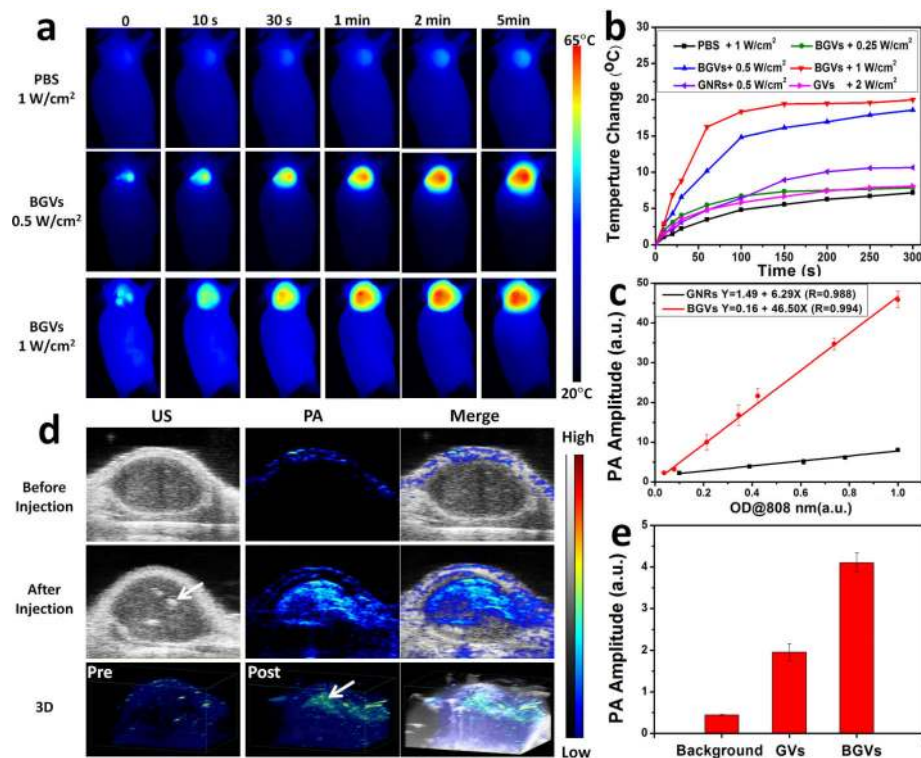 a
0 10 s 30 s 1 min 2 min 5min
PBS
1 W/cm²
BGVs
0.5 W/cm²
BGVs
1 W/cm²
65°C
20°C
b
Temperture Change (°C)
30
25
20
15
10
5
0
PBS + 1 W/cm² BGVs + 0.25 W/cm²
BGVs+ 0.5 W/cm² BGVs + 1 W/cm²
GNRs+ 0.5 W/cm² GVs + 2 W/cm²
0 50 100 150 200 250 300
Time (s)
c
PA Amplitude (a.u.)
50
40
30
20
10
0
GNRs Y=1.49 + 6.29X (R=0.988)
BGVs Y=0.16 + 46.50X (R=0.994)
0.0 0.2 0.4 0.6 0.8 1.0
OD@808 nm(a.u.)
d
US PA Merge
Before
Injection
After
Injection
3D
Pre
Post
High
Low
e
PA Amplitude (a.u.)
5
4
3
2
1
0
Background GVs BGVs